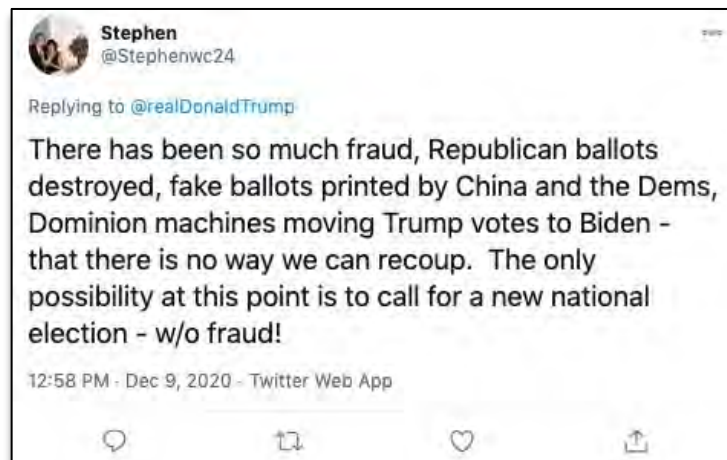 Stephen
@Stephenwc24
Replying to @realDonaldTrump
There has been so much fraud, Republican ballots
destroyed, fake ballots printed by China and the Dems,
Dominion machines moving Trump votes to Biden -
that there is no way we can recoup.  The only
possibility at this point is to call for a new national
election - w/o fraud!
12:58 PM · Dec 9, 2020 · Twitter Web App